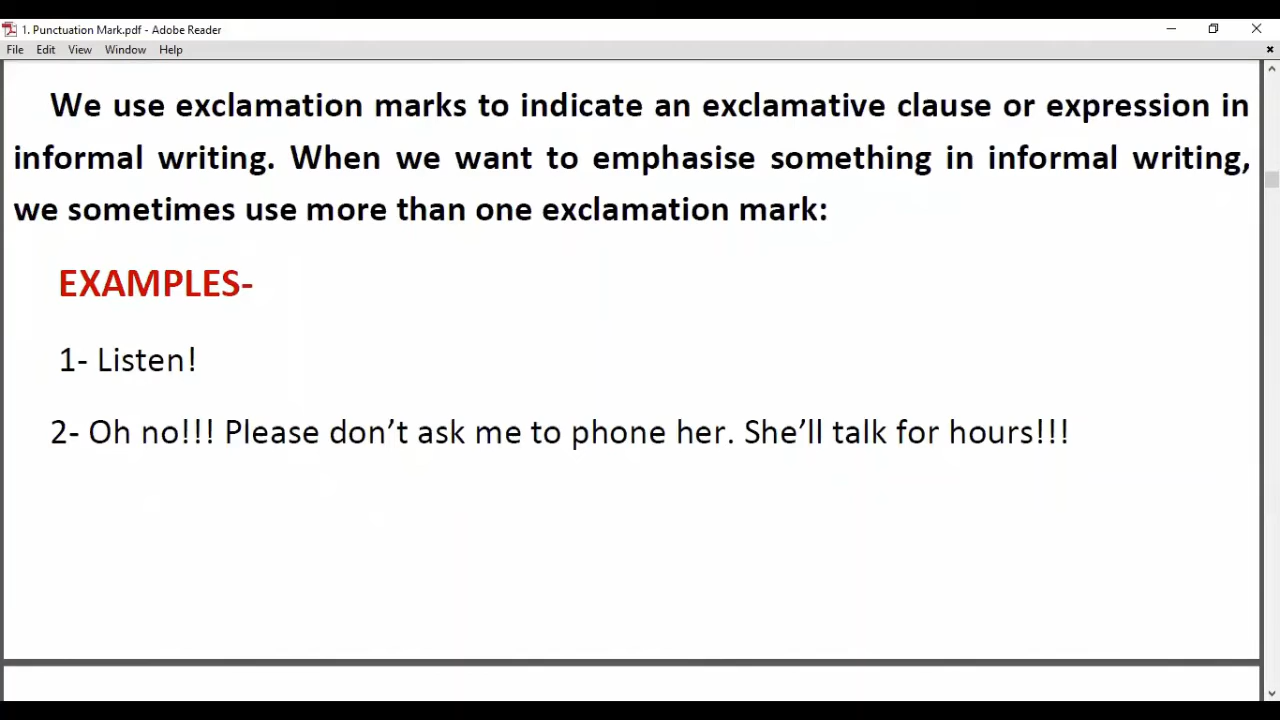 1. Punctuation Mark.pdf - Adobe Reader
File Edit View Window Help
We use exclamation marks to indicate an exclamative clause or expression in
informal writing. When we want to emphasise something in informal writing,
we sometimes use more than one exclamation mark:
EXAMPLES-
1- Listen!
2- Oh no!!! Please don’t ask me to phone her. She’ll talk for hours!!!